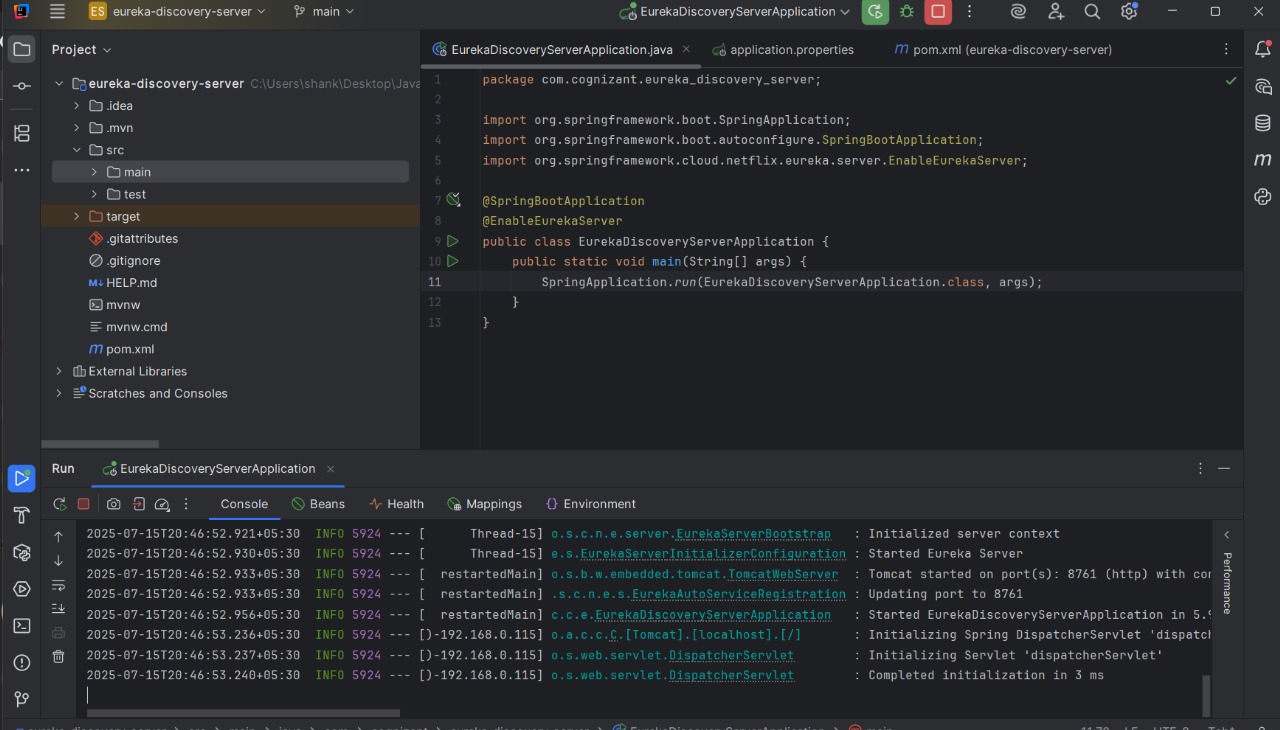 ES eureka-discovery-server main EurekaDiscoveryServerApplication
Project
eureka-discovery-server C:\Users\shank\Desktop\Java
.idea
.mvn
src
main
test
target
.gitattributes
.gitignore
M↓ HELP.md
mvnw
mvnw.cmd
m pom.xml
External Libraries
Scratches and Consoles
EurekaDiscoveryServerApplication.java application.properties m pom.xml (eureka-discovery-server)
1 package com.cognizant.eureka_discovery_server;
2
3 import org.springframework.boot.SpringApplication;
4 import org.springframework.boot.autoconfigure.SpringBootApplication;
5 import org.springframework.cloud.netflix.eureka.server.EnableEurekaServer;
6
7 @SpringBootApplication
8 @EnableEurekaServer
9 public class EurekaDiscoveryServerApplication {
10 public static void main(String[] args) {
11 SpringApplication.run(EurekaDiscoveryServerApplication.class, args);
12 }
13 }
m
Run EurekaDiscoveryServerApplication
Console Beans Health Mappings Environment
2025-07-15T20:46:52.921+05:30 INFO 5924 --- [ Thread-15] o.s.c.n.e.server.EurekaServerBootstrap : Initialized server context
2025-07-15T20:46:52.930+05:30 INFO 5924 --- [ Thread-15] e.s.EurekaServerInitializerConfiguration : Started Eureka Server
2025-07-15T20:46:52.933+05:30 INFO 5924 --- [ restartedMain] o.s.b.w.embedded.tomcat.TomcatWebServer : Tomcat started on port(s): 8761 (http) with con
2025-07-15T20:46:52.933+05:30 INFO 5924 --- [ restartedMain] .s.c.n.e.s.EurekaAutoServiceRegistration : Updating port to 8761
2025-07-15T20:46:52.956+05:30 INFO 5924 --- [ restartedMain] c.c.e.EurekaDiscoveryServerApplication : Started EurekaDiscoveryServerApplication in 5.9
2025-07-15T20:46:53.236+05:30 INFO 5924 --- [)-192.168.0.115] o.a.c.c.C.[Tomcat].[localhost].[/] : Initializing Spring DispatcherServlet 'dispatch
2025-07-15T20:46:53.237+05:30 INFO 5924 --- [)-192.168.0.115] o.s.web.servlet.DispatcherServlet : Initializing Servlet 'dispatcherServlet'
2025-07-15T20:46:53.240+05:30 INFO 5924 --- [)-192.168.0.115] o.s.web.servlet.DispatcherServlet : Completed initialization in 3 ms
Performance